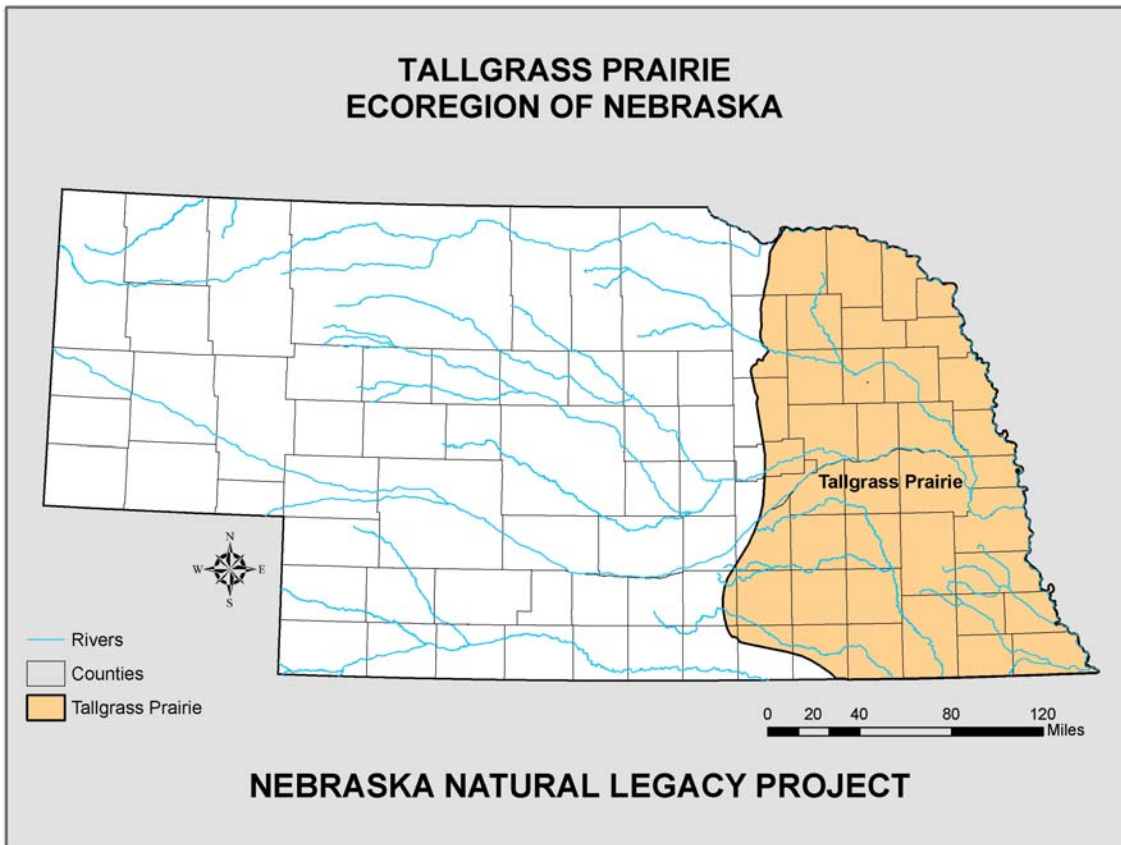 TALLGRASS PRAIRIE
ECOREGION OF NEBRASKA
Tallgrass Prairie
N
W E
S
Rivers
Counties
Tallgrass Prairie
0 20 40 80 120
Miles
NEBRASKA NATURAL LEGACY PROJECT